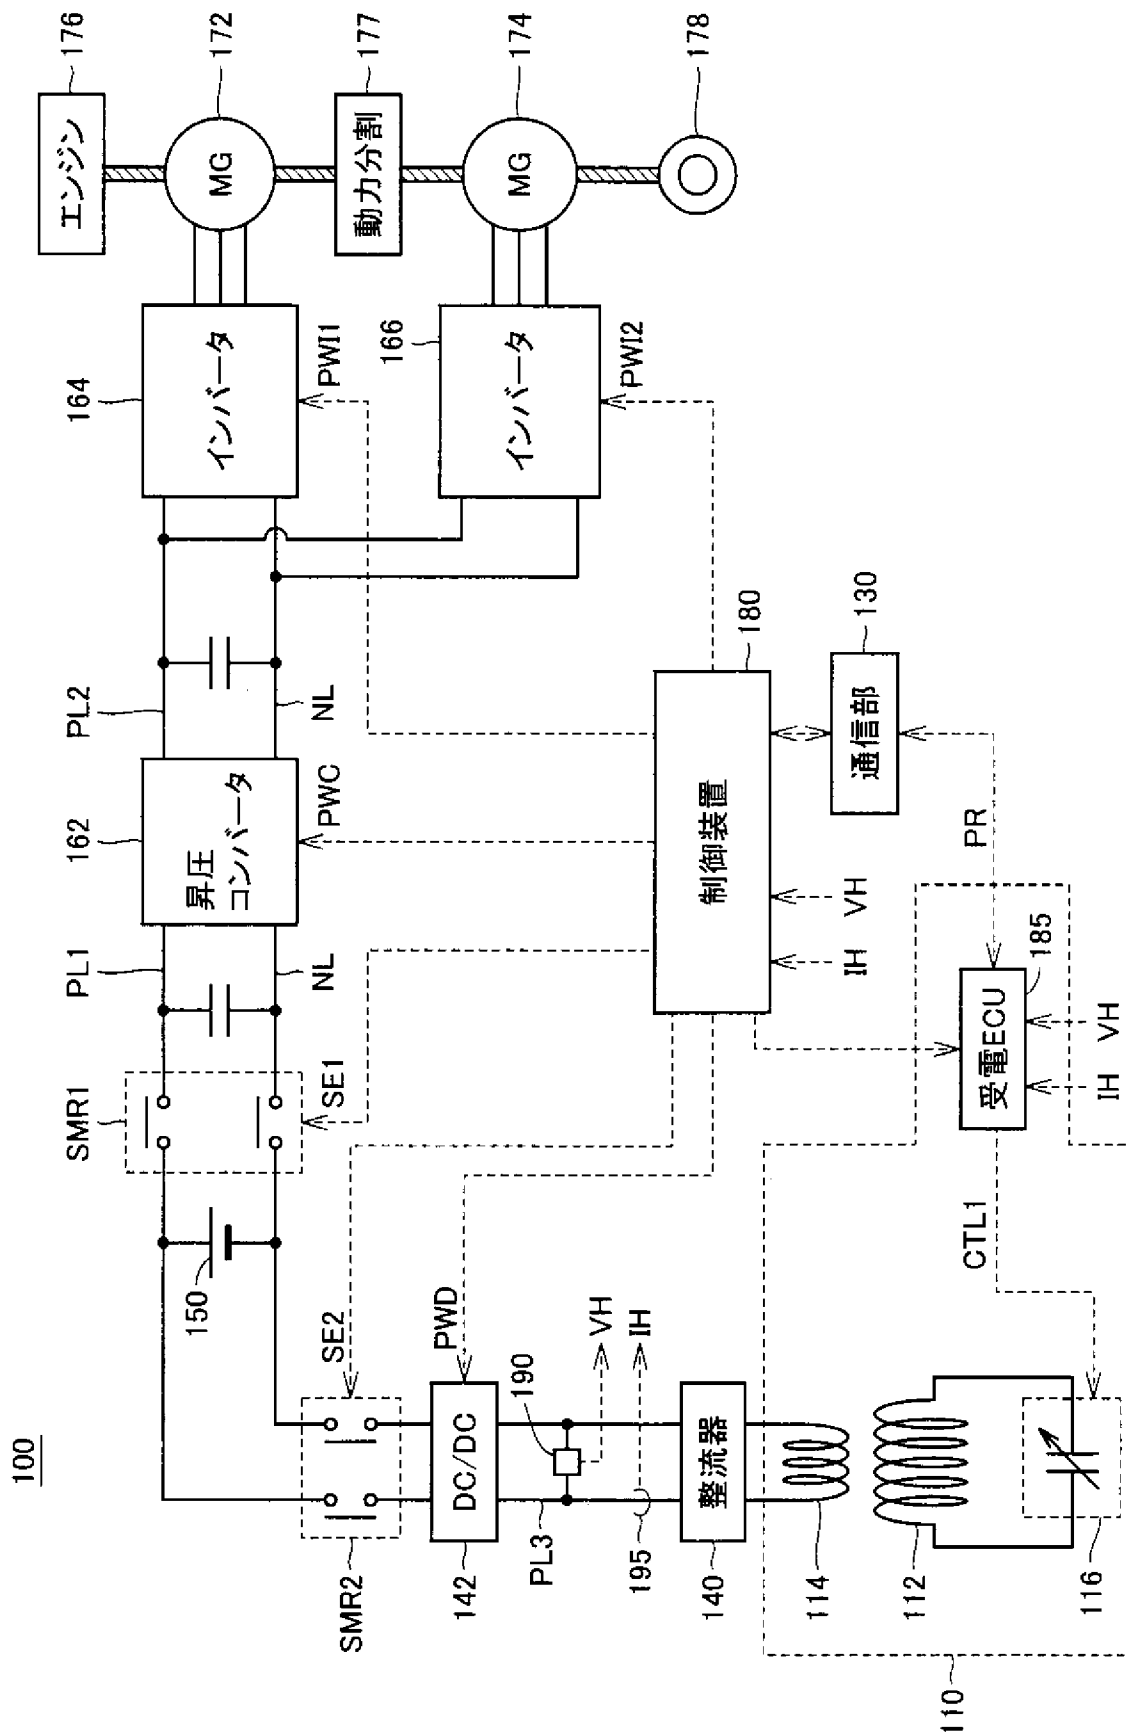 100
176
エンジン
172
MG
177
動力分割
174
MG
178
164
インバータ
PWI1
166
インバータ
PWI2
PL2
NL
162
昇圧
コンバータ
PWC
PL1
NL
SMR1
SE1
150
SE2
SMR2
PWD
DC/DC
142
190
VH
IH
PL3
195
整流器
140
114
112
116
110
CTL1
180
制御装置
IH
VH
130
通信部
PR
185
受電ECU
IH
VH